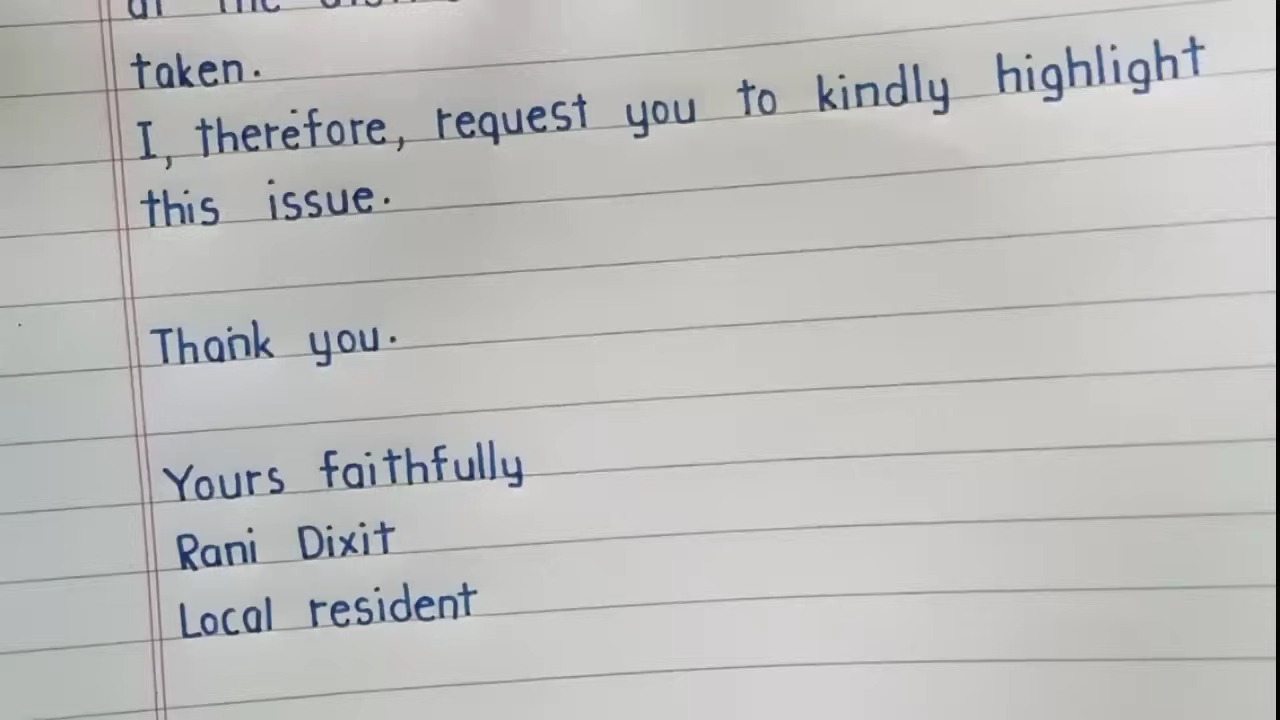 taken.
I, therefore, request you to kindly highlight
this issue.
Thank you.
Yours faithfully
Rani Dixit
Local resident